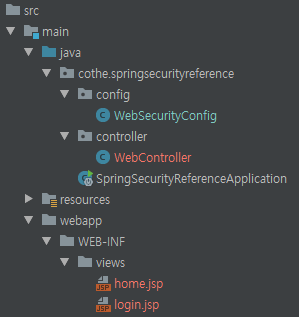 src
main
java
cothe.springsecurityreference
config
WebSecurityConfig
controller
WebController
SpringSecurityReferenceApplication
resources
webapp
WEB-INF
views
home.jsp
login.jsp